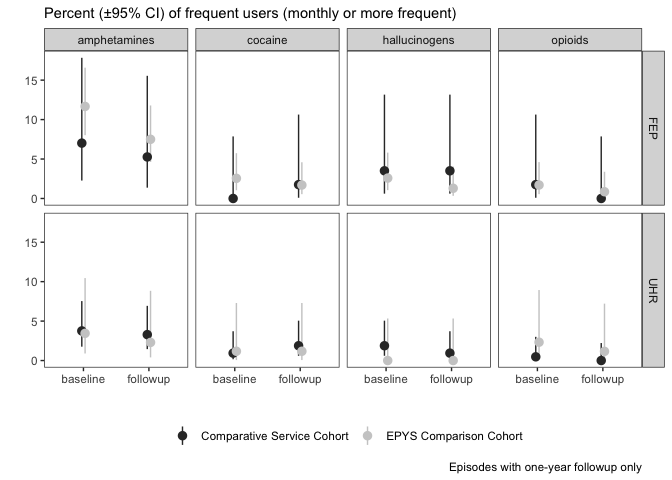 Percent (±95% CI) of frequent users (monthly or more frequent)
amphetamines cocaine hallucinogens opioids
15
10
5
0
FEP
15
10
5
0
UHR
baseline followup baseline followup baseline followup baseline followup
Comparative Service Cohort EPYS Comparison Cohort
Episodes with one-year followup only